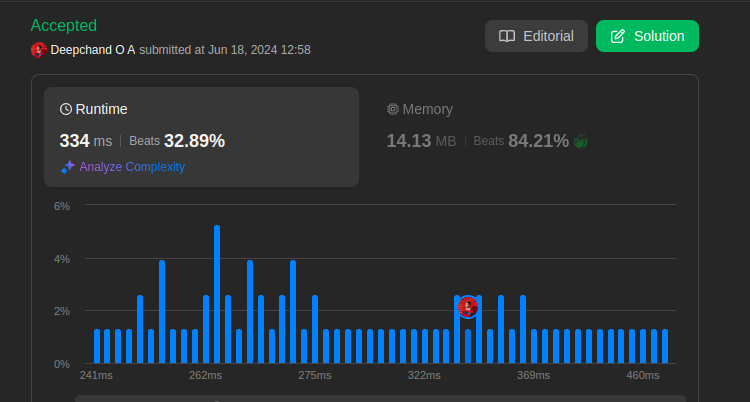 Accepted
Deepchand O A submitted at Jun 18, 2024 12:58
Editorial
Solution
Runtime
334 ms | Beats 32.89%
Analyze Complexity
Memory
14.13 MB | Beats 84.21%
6%
4%
2%
0%
241ms 262ms 275ms 322ms 369ms 460ms